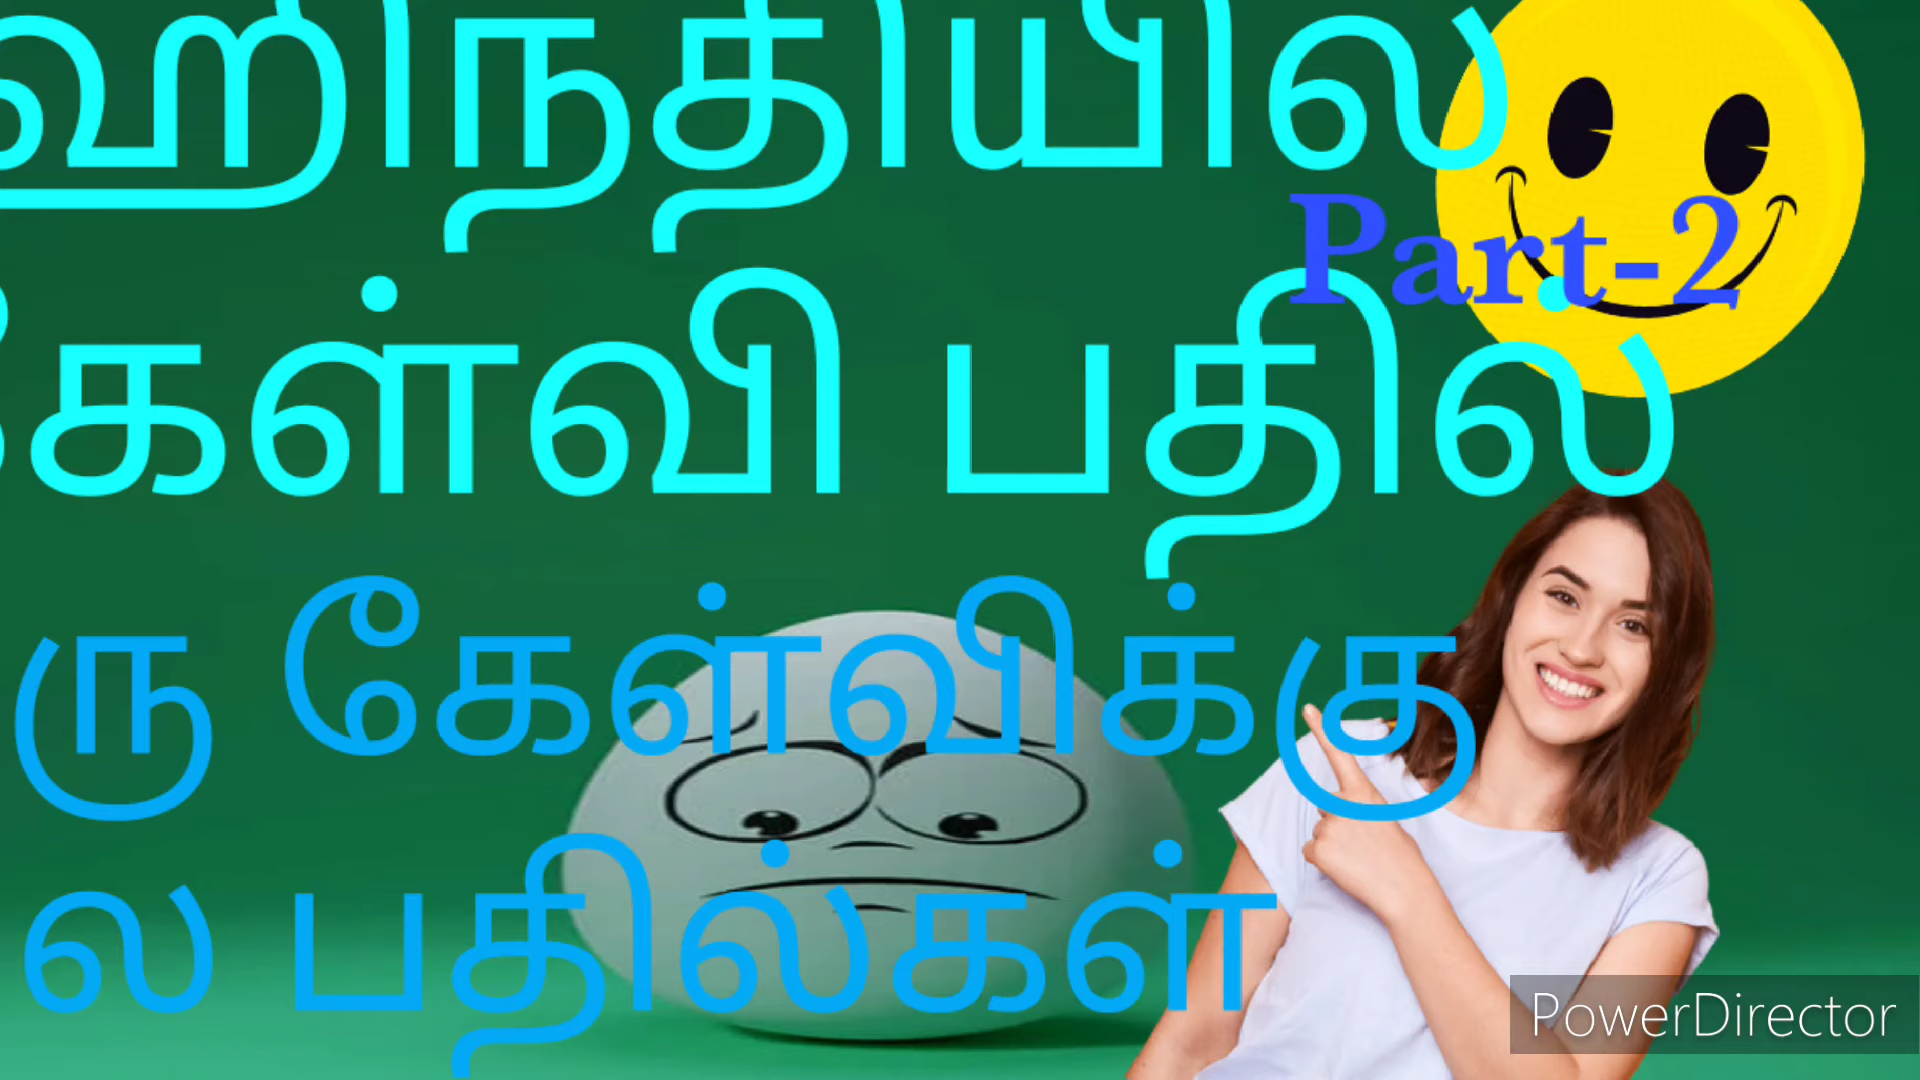 ஹிந்தியில்
Part-2
கேள்வி பதில்
ரு கேள்விக்கு
ல பதில்கள்
PowerDirector